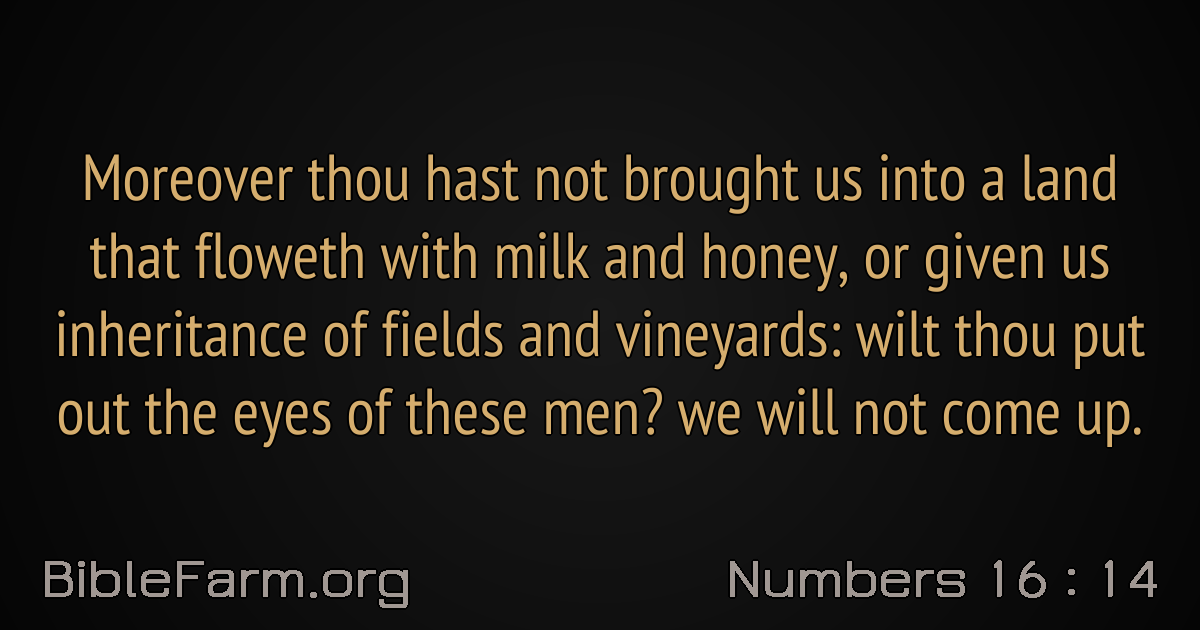 Moreover thou hast not brought us into a land
that floweth with milk and honey, or given us
inheritance of fields and vineyards: wilt thou put
out the eyes of these men? we will not come up.
BibleFarm.org
Numbers 16 : 14